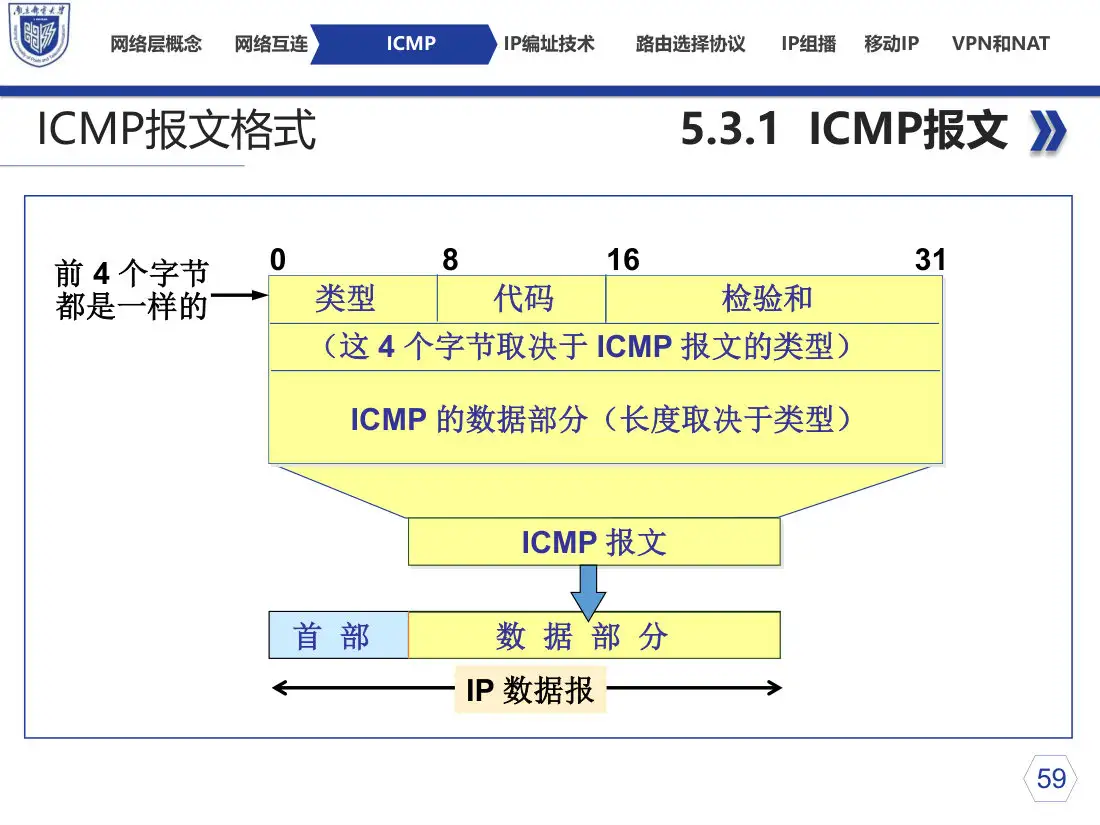 网络层概念 网络互连 ICMP IP编址技术 路由选择协议 IP组播 移动IP VPN和NAT
ICMP报文格式
5.3.1 ICMP报文
前 4 个字节
都是一样的
0 8 16 31
类型 代码 检验和
（这 4 个字节取决于 ICMP 报文的类型）
ICMP 的数据部分（长度取决于类型）
ICMP 报文
首 部 数 据 部 分
IP 数据报
59